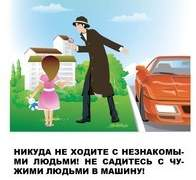 НИКУДА НЕ ХОДИТЕ С НЕЗНАКОМЫ-
МИ ЛЮДЬМИ! НЕ САДИТЕСЬ С ЧУ-
ЖИМИ ЛЮДЬМИ В МАШИНУ!